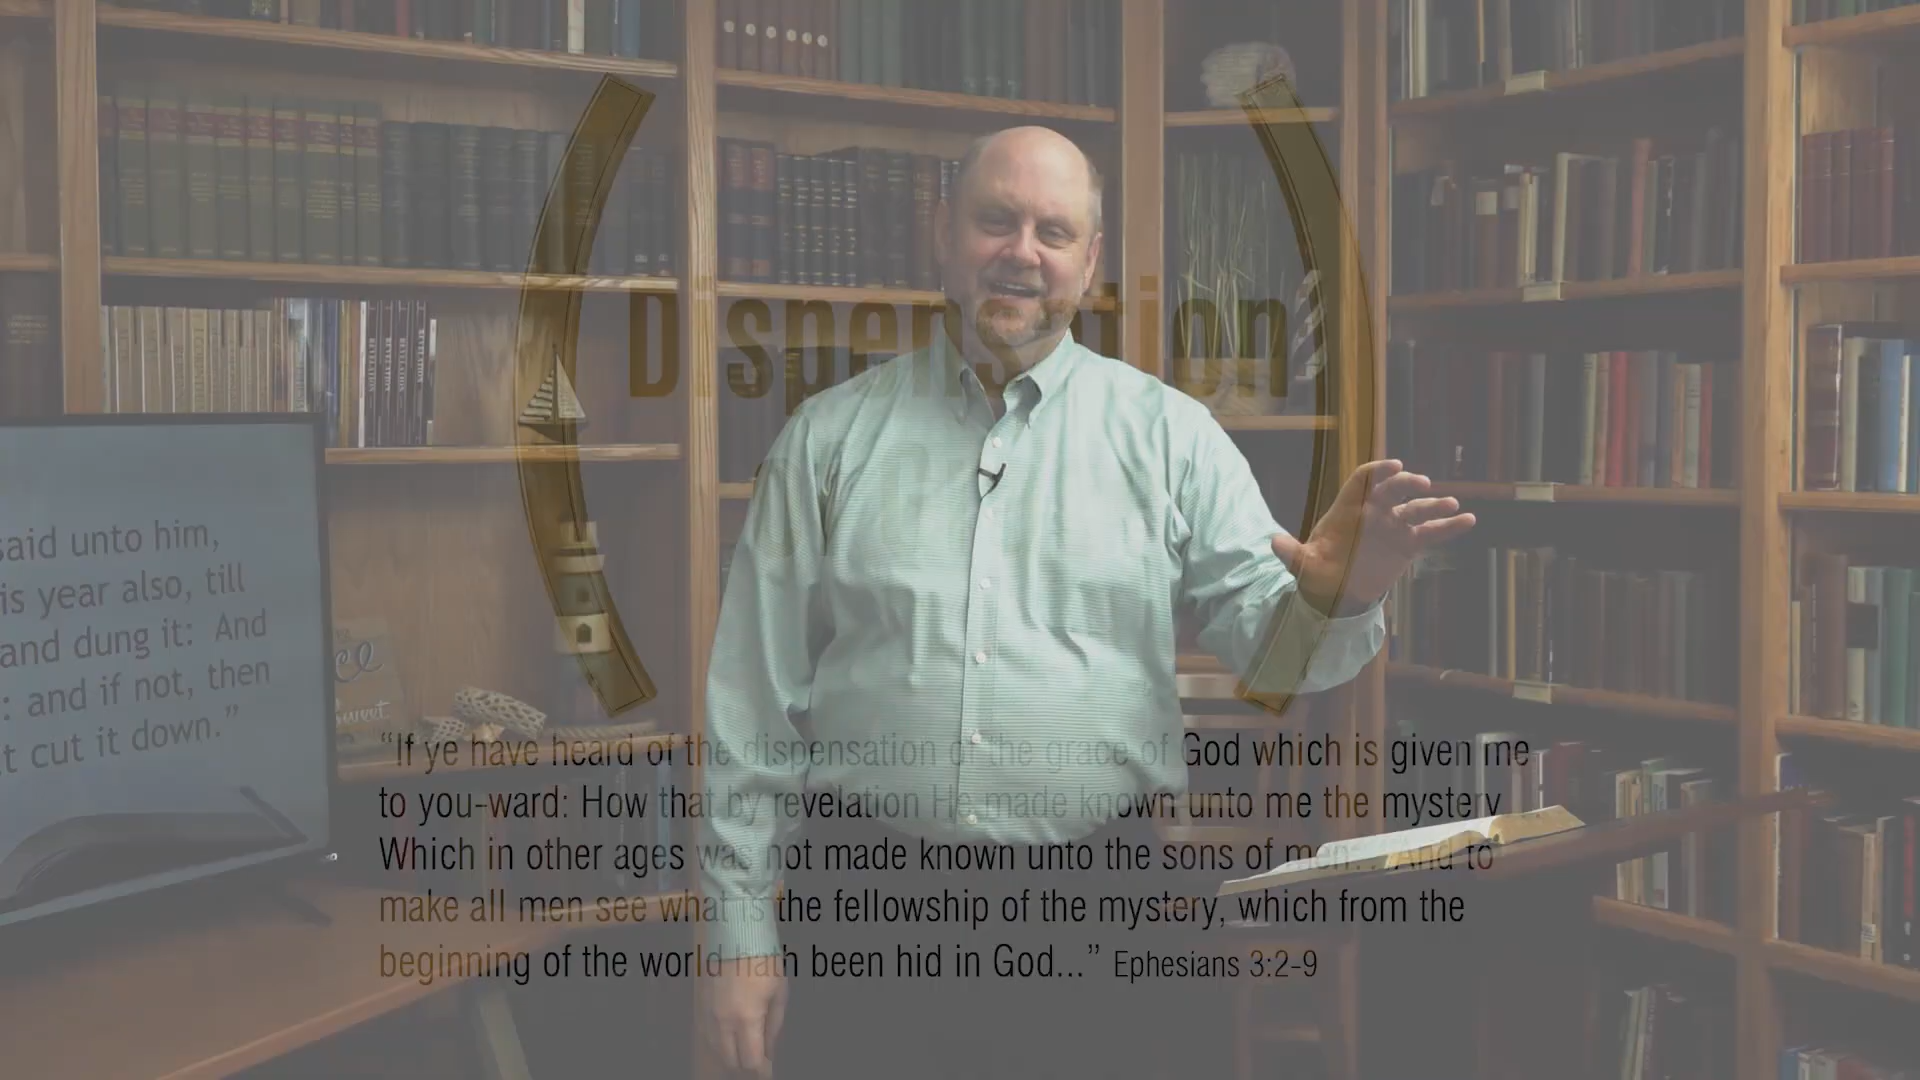 Dispensation
said unto him,
is year also, till
and dung it: And
: and if not, then
t cut it down.”
Sweet
“If ye have heard of the dispensation of the grace of God which is given me
to you-ward: How that by revelation He made known unto me the mystery
Which in other ages was not made known unto the sons of men... And to
make all men see what is the fellowship of the mystery, which from the
beginning of the world hath been hid in God...” Ephesians 3:2-9
REVELATION
REVELATION
REVELATION